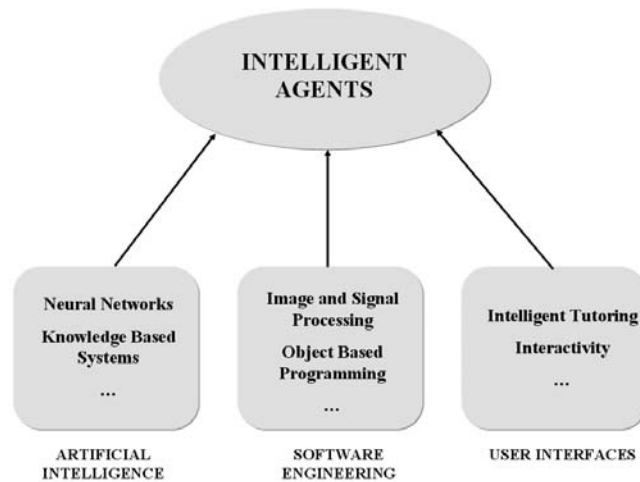 INTELLIGENT
AGENTS
Neural Networks
Knowledge Based
Systems
...
Image and Signal
Processing
Object Based
Programming
...
Intelligent Tutoring
Interactivity
...
ARTIFICIAL
INTELLIGENCE
SOFTWARE
ENGINEERING
USER INTERFACES